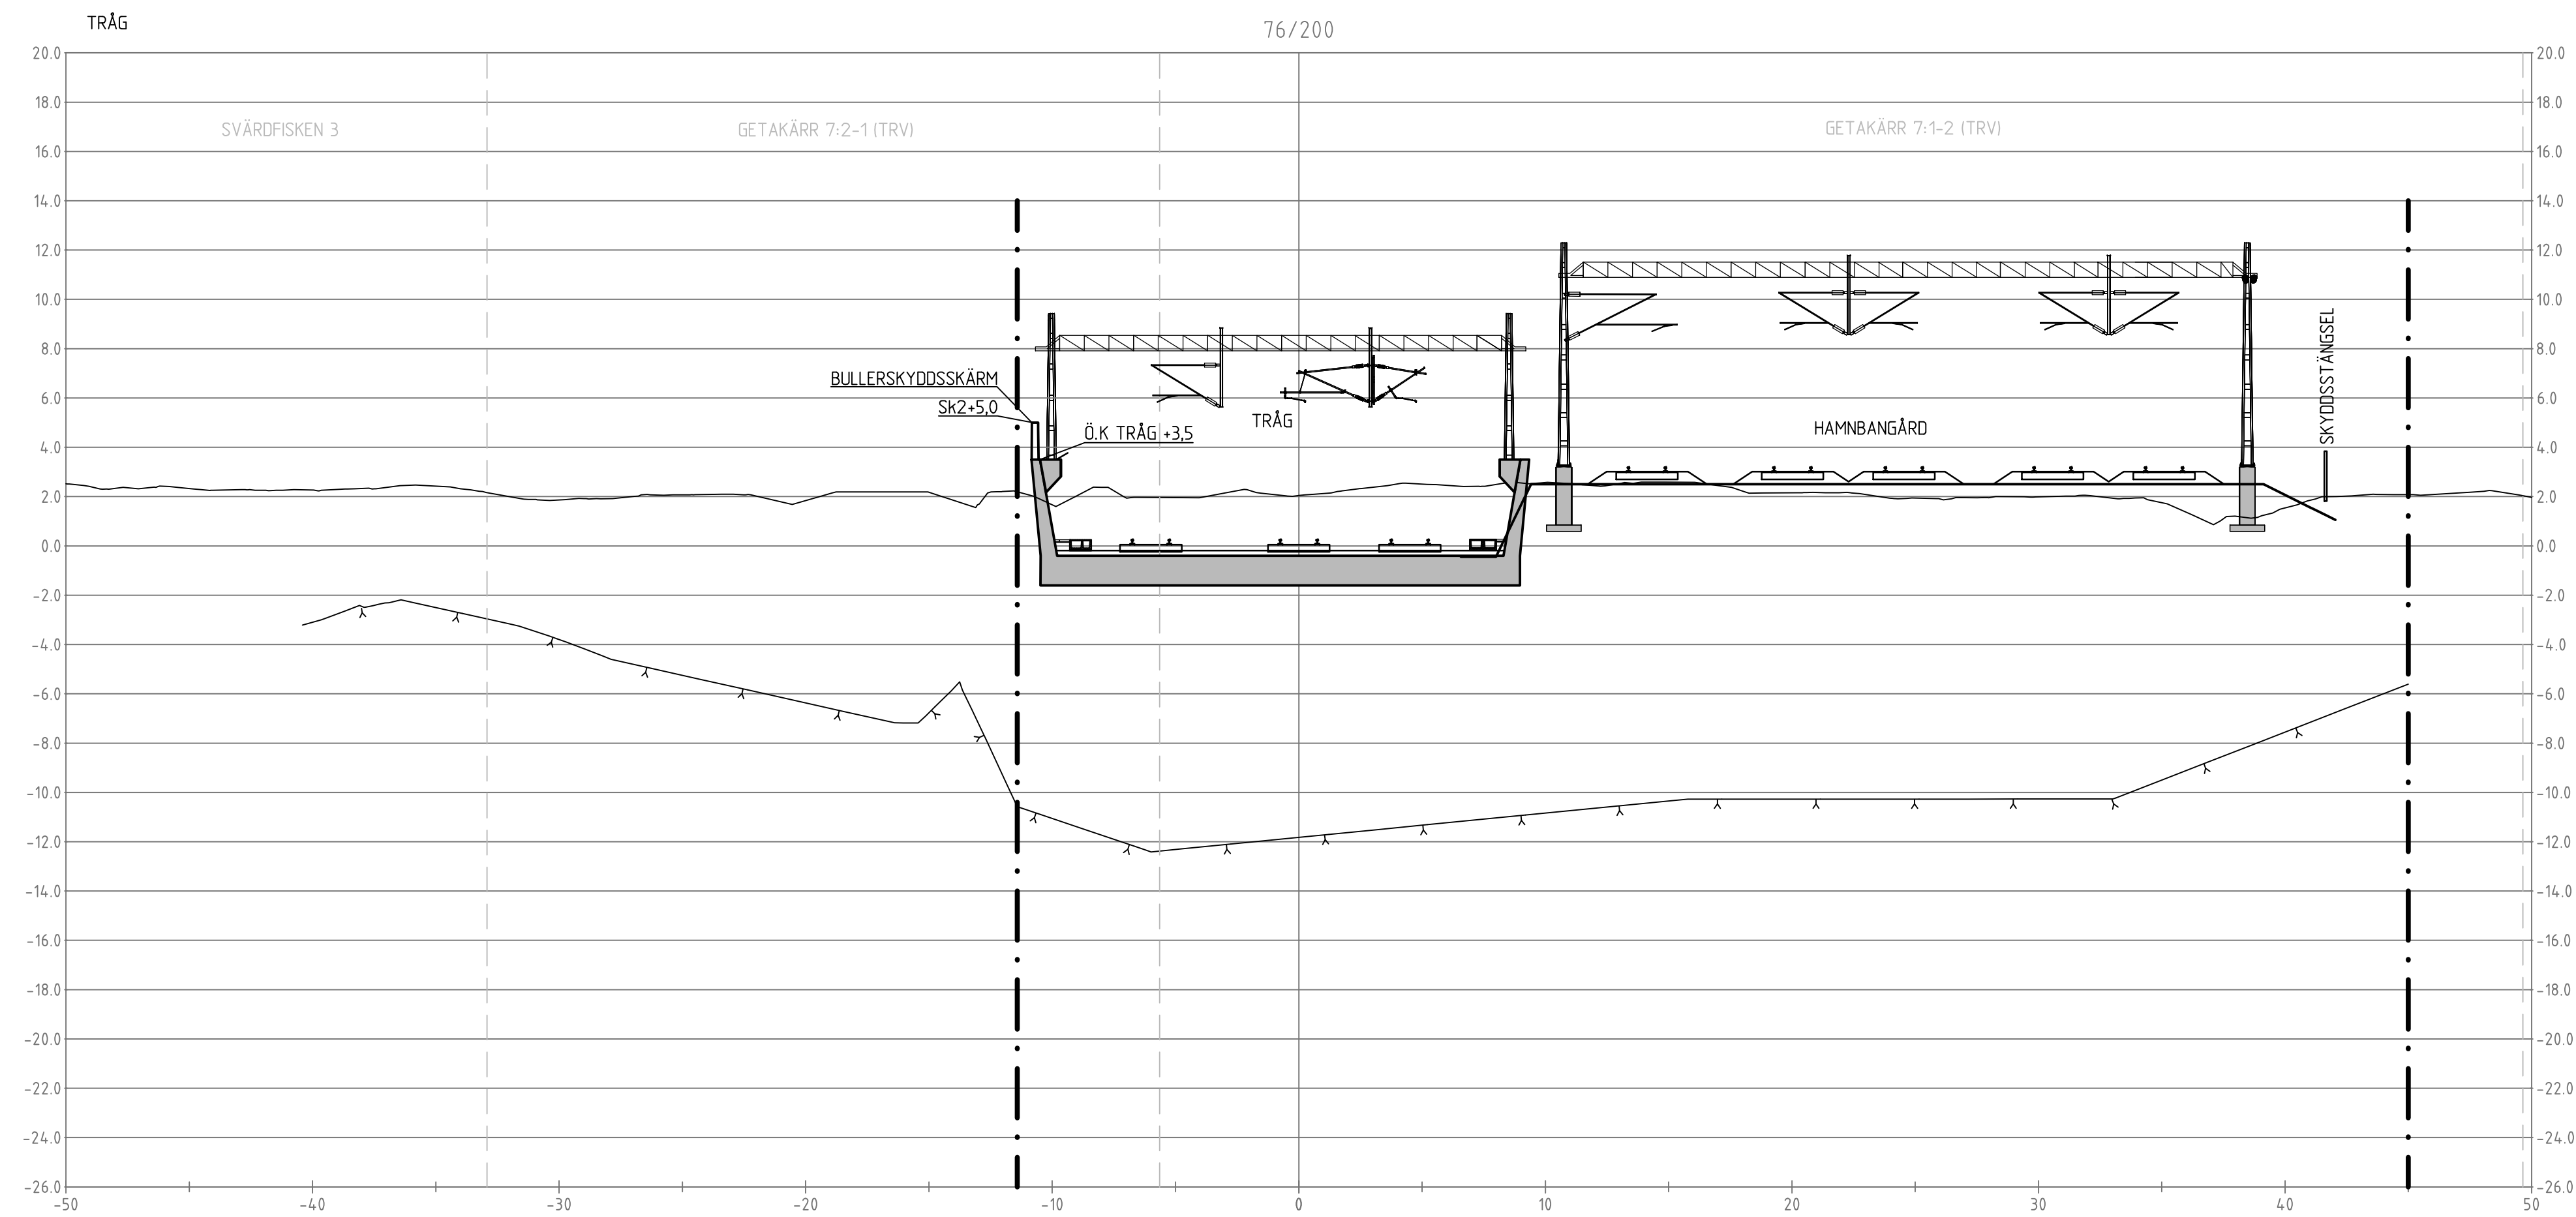 TRÅG
76/200
20.0 20.0
18.0 18.0
SVÄRDFISKEN 3 GETAKÄRR 7:2-1 (TRV) GETAKÄRR 7:1-2 (TRV)
16.0 16.0
14.0 14.0
12.0 12.0
10.0 10.0
8.0 8.0
SKYDDSSTÄNGSEL
BULLERSKYDDSSKÄRM
6.0 6.0
Sk2+5,0
TRÅG
HAMNBANGÅRD
Ö.K TRÅG +3,5
4.0 4.0
2.0 2.0
0.0 0.0
-2.0 -2.0
-4.0 -4.0
-6.0 -6.0
-8.0 -8.0
-10.0 -10.0
-12.0 -12.0
-14.0 -14.0
-16.0 -16.0
-18.0 -18.0
-20.0 -20.0
-22.0 -22.0
-24.0 -24.0
-26.0 -26.0
-50 -40 -30 -20 -10 0 10 20 30 40 50